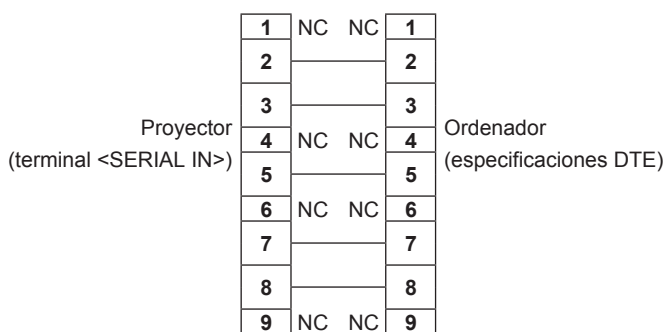 1 NC NC 1
2 2
3 3
Proyector
(terminal <SERIAL IN>)
4 NC NC 4
Ordenador
(especificaciones DTE)
5 5
6 NC NC 6
7 7
8 8
9 NC NC 9